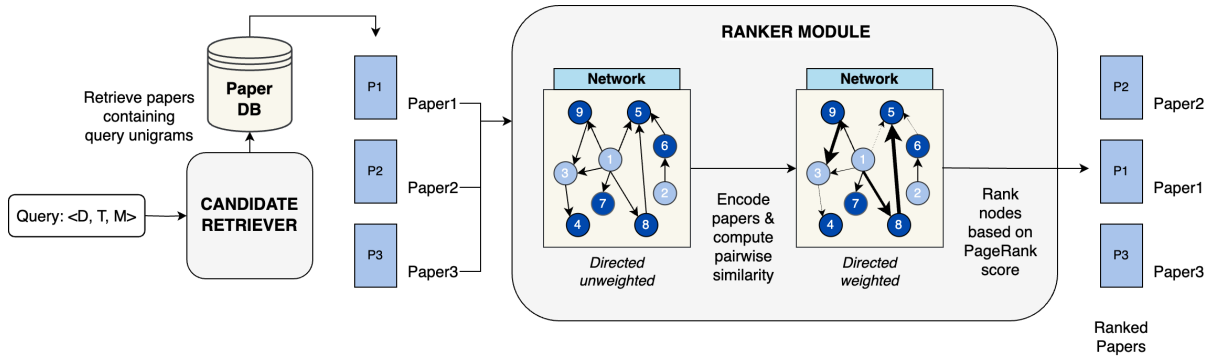 RANKER MODULE
Paper
DB
Retrieve papers
containing
query unigrams
CANDIDATE
RETRIEVER
Query: <D, T, M>
P1
Paper1
P2
Paper2
P3
Paper3
Network
9
5
6
1
3
2
7
4
8
Directed
unweighted
Encode
papers &
compute
pairwise
similarity
Network
9
5
6
1
3
2
7
4
8
Directed
weighted
Rank
nodes
based on
PageRank
score
P2
Paper2
P1
Paper1
P3
Paper3
Ranked
Papers